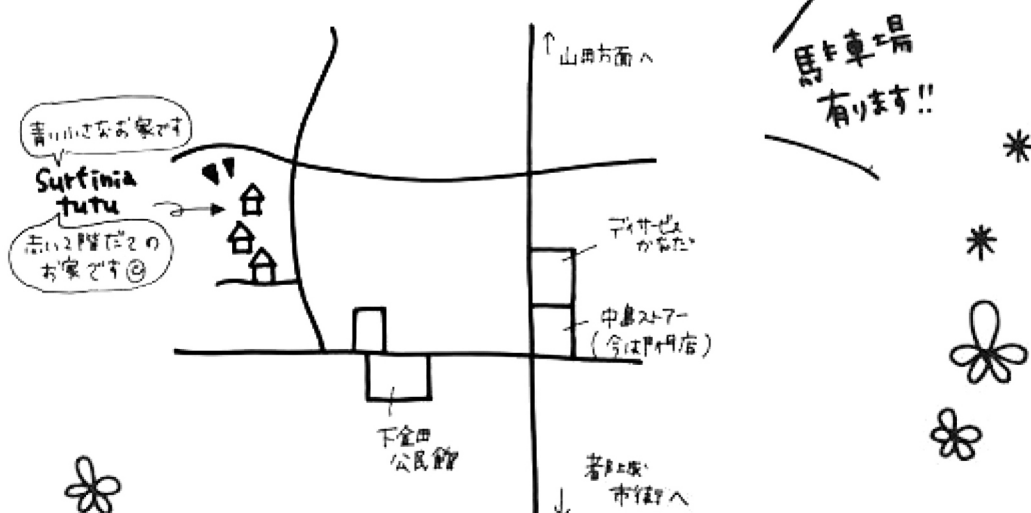 ↑山田方面へ
駐車場
有ります!!
青い小さなお家です
Surfinia
tutu
赤い2階だての
お家です
デイサービス
かなだ
中島ストアー
(今は閉店)
下金田
公民館
都城
市街へ
↓